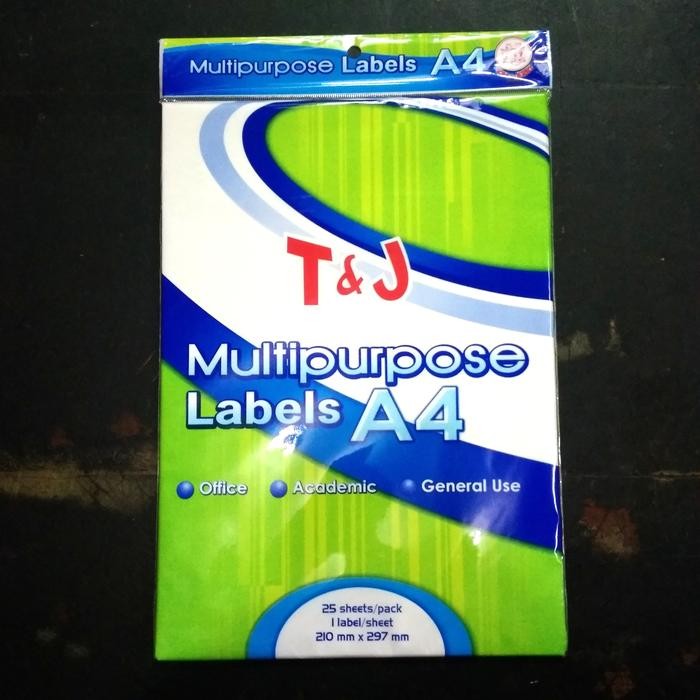 Multipurpose Labels A4
T&J
Multipurpose
Labels A4
Office Academic General Use
25 sheets/pack
1 label/sheet
210 mm x 297 mm